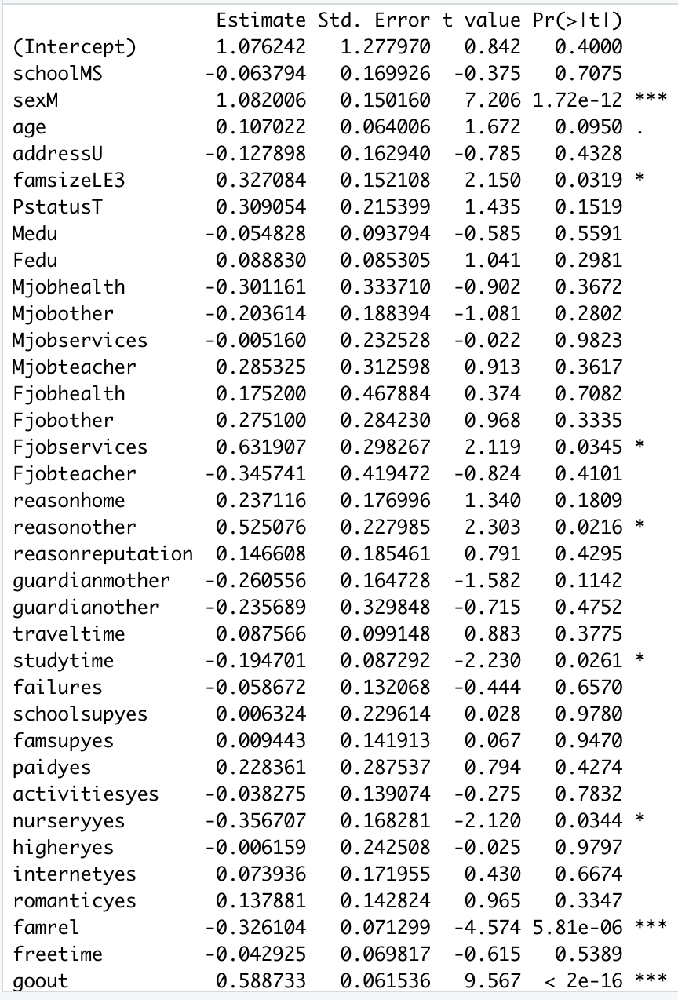 Estimate Std. Error t value Pr(>|t|)
(Intercept) 1.076242 1.277970 0.842 0.4000
schoolMS -0.063794 0.169926 -0.375 0.7075
sexM 1.082006 0.150160 7.206 1.72e-12 ***
age 0.107022 0.064006 1.672 0.0950 .
addressU -0.127898 0.162940 -0.785 0.4328
famsizeLE3 0.327084 0.152108 2.150 0.0319 *
PstatusT 0.309054 0.215399 1.435 0.1519
Medu -0.054828 0.093794 -0.585 0.5591
Fedu 0.088830 0.085305 1.041 0.2981
Mjobhealth -0.301161 0.333710 -0.902 0.3672
Mjobother -0.203614 0.188394 -1.081 0.2802
Mjobservices -0.005160 0.232528 -0.022 0.9823
Mjobteacher 0.285325 0.312598 0.913 0.3617
Fjobhealth 0.175200 0.467884 0.374 0.7082
Fjobother 0.275100 0.284230 0.968 0.3335
Fjobservices 0.631907 0.298267 2.119 0.0345 *
Fjobteacher -0.345741 0.419472 -0.824 0.4101
reasonhome 0.237116 0.176996 1.340 0.1809
reasonother 0.525076 0.227985 2.303 0.0216 *
reasonreputation 0.146608 0.185461 0.791 0.4295
guardianmother -0.260556 0.164728 -1.582 0.1142
guardianother -0.235689 0.329848 -0.715 0.4752
traveltime 0.087566 0.099148 0.883 0.3775
studytime -0.194701 0.087292 -2.230 0.0261 *
failures -0.058672 0.132068 -0.444 0.6570
schoolsupyes 0.006324 0.229614 0.028 0.9780
famsupyes 0.009443 0.141913 0.067 0.9470
paidyes 0.228361 0.287537 0.794 0.4274
activitiesyes -0.038275 0.139074 -0.275 0.7832
nurseryyes -0.356707 0.168281 -2.120 0.0344 *
higheryes -0.006159 0.242508 -0.025 0.9797
internetyes 0.073936 0.171955 0.430 0.6674
romanticyes 0.137881 0.142824 0.965 0.3347
famrel -0.326104 0.071299 -4.574 5.81e-06 ***
freetime -0.042925 0.069817 -0.615 0.5389
goout 0.588733 0.061536 9.567 < 2e-16 ***